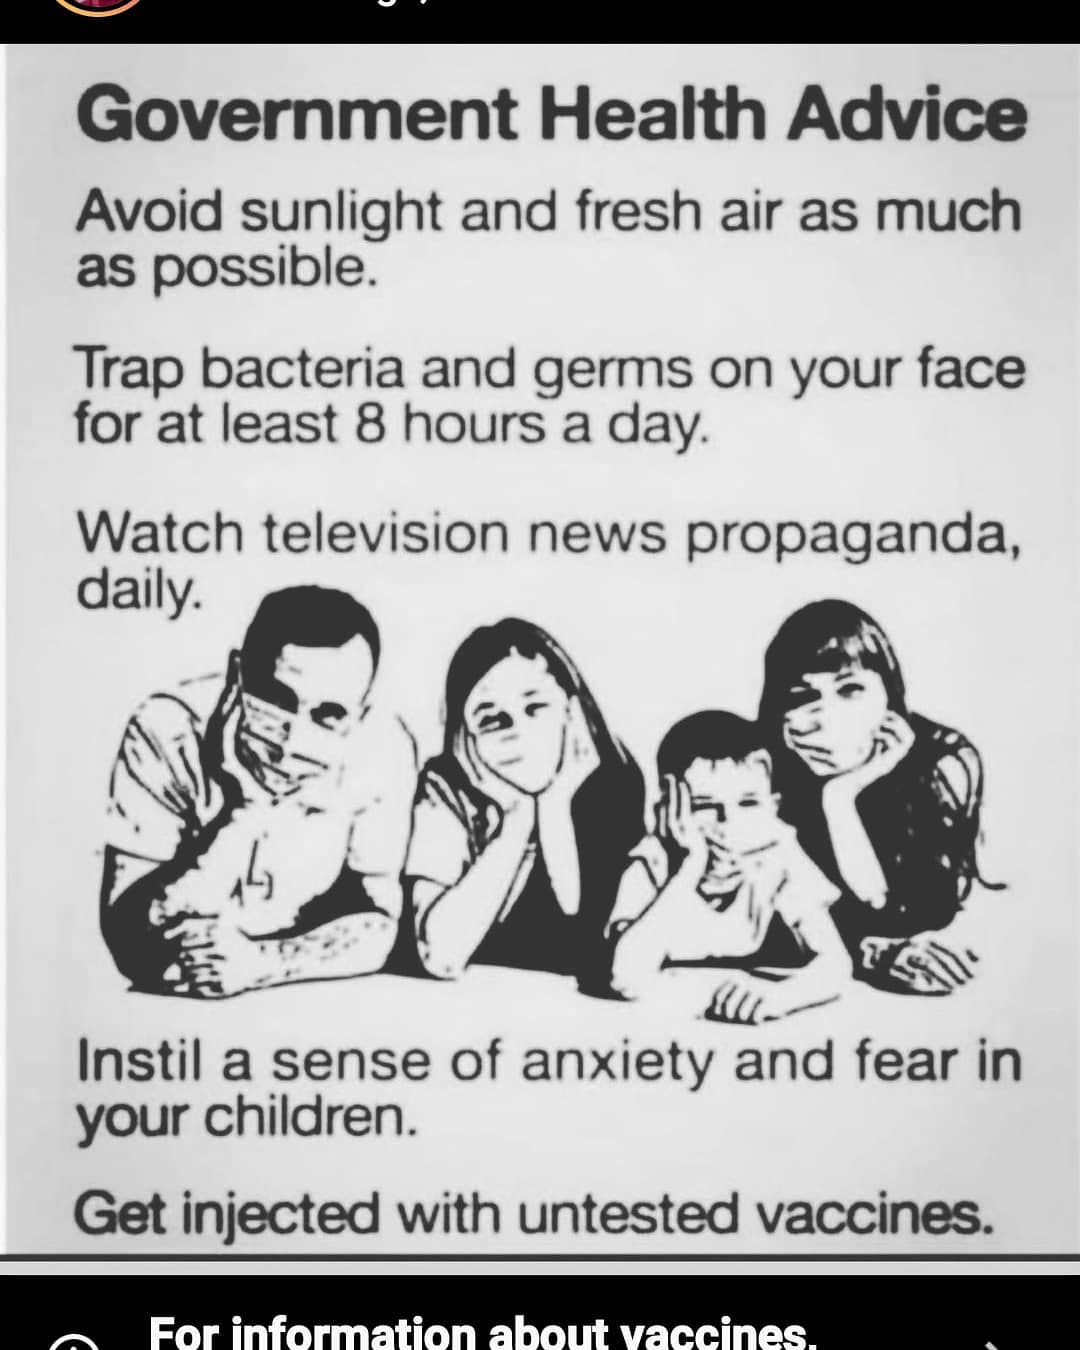 Government Health Advice
Avoid sunlight and fresh air as much
as possible.
Trap bacteria and germs on your face
for at least 8 hours a day.
Watch television news propaganda,
daily.
Instil a sense of anxiety and fear in
your children.
Get injected with untested vaccines.
For information about vaccines,